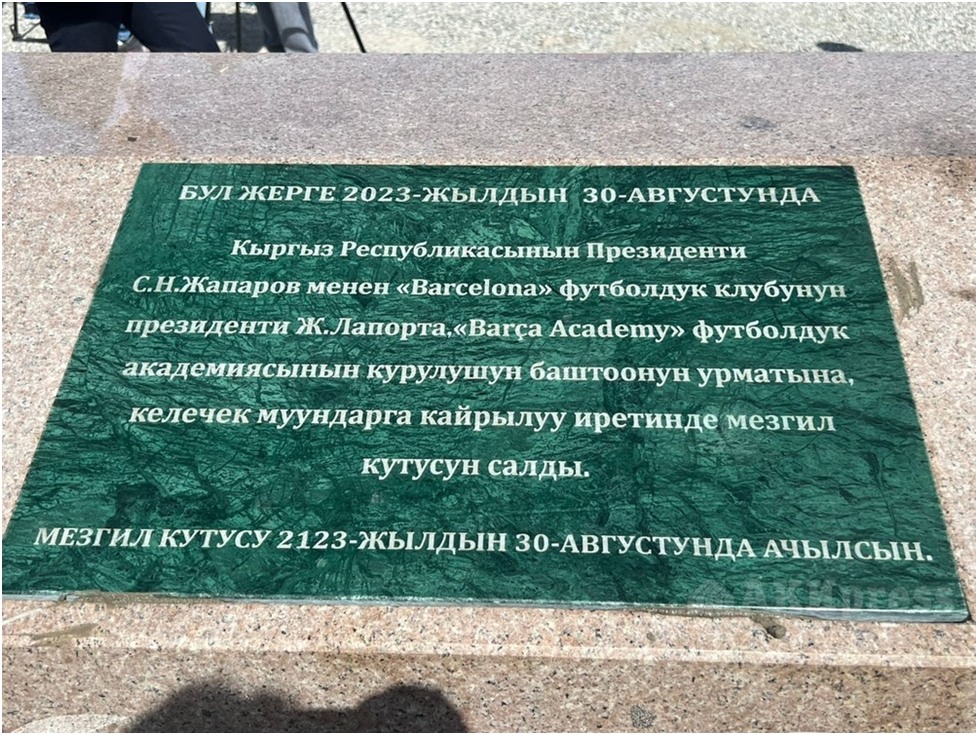 БУЛ ЖЕРГЕ 2023-ЖЫЛДЫН 30-АВГУСТУНДА
Кыргыз Республикасынын Президенти
С.Н.Жапаров менен «Barcelona» футболдук клубунун
президенти Ж.Лапорта,«Barça Academy» футболдук
академиясынын курулушун баштоонун урматына,
келечек муундарга кайрылуу иретинде мезгил
кутусун салды.
МЕЗГИЛ КУТУСУ 2123-ЖЫЛДЫН 30-АВГУСТУНДА АЧЫЛСЫН.
AKIpress